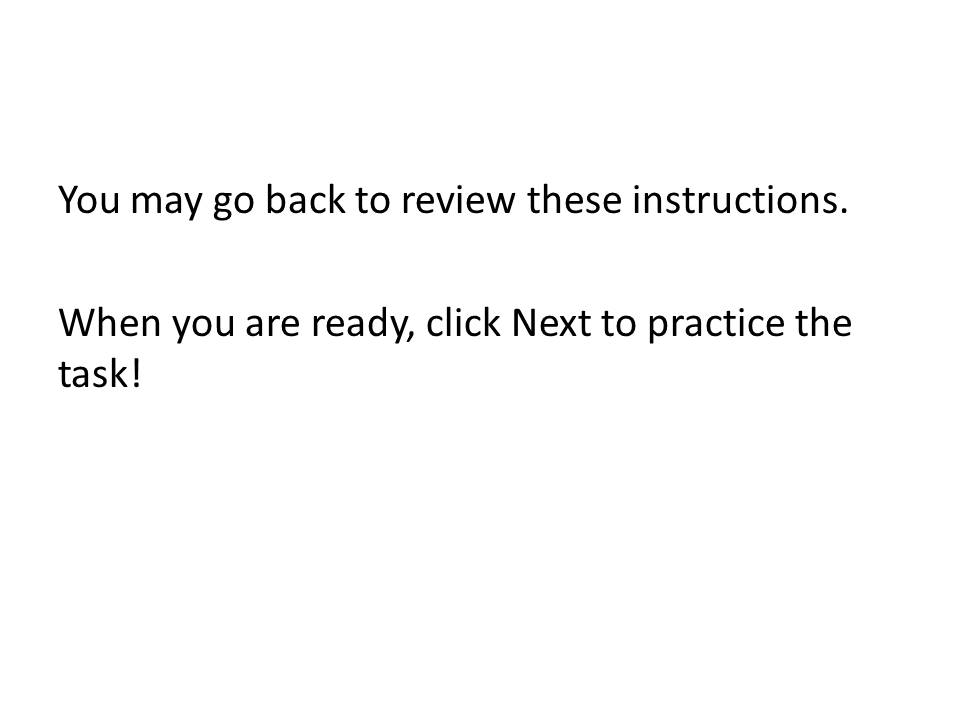 You may go back to review these instructions.
When you are ready, click Next to practice the
task!